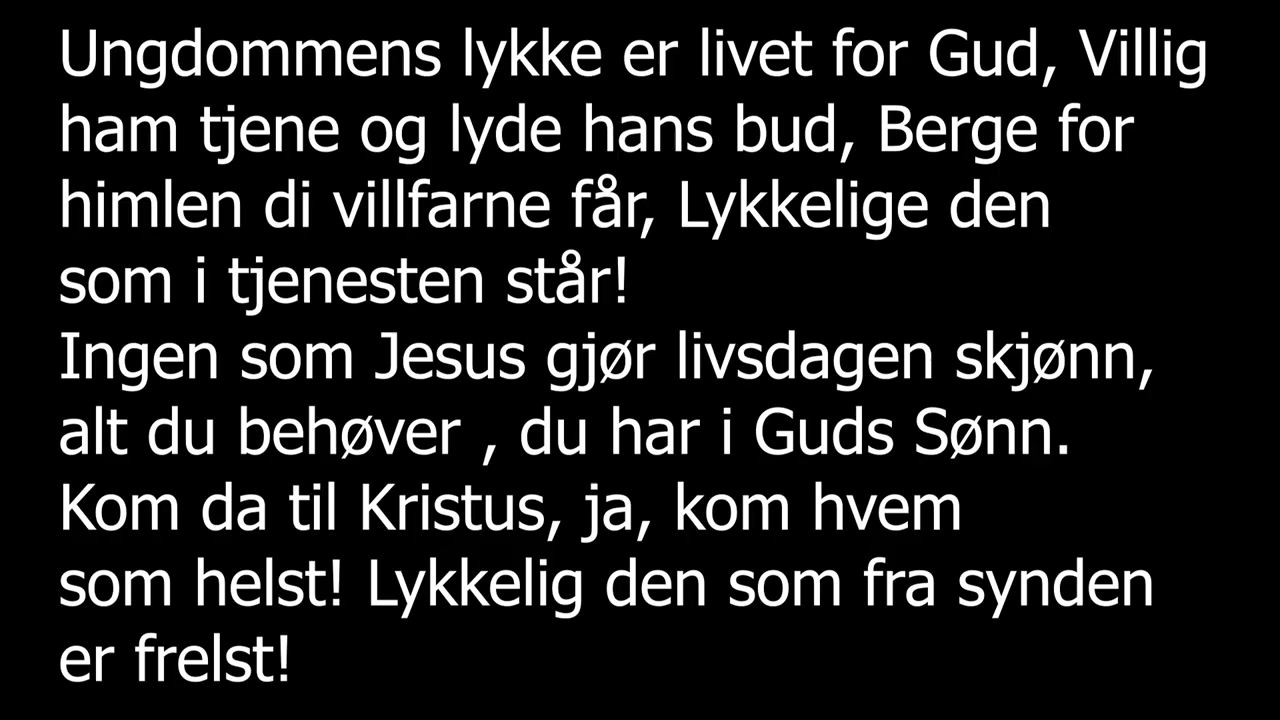 Ungdommens lykke er livet for Gud, Villig
ham tjene og lyde hans bud, Berge for
himlen di villfarne får, Lykkelige den
som i tjenesten står!
Ingen som Jesus gjør livsdagen skjønn,
alt du behøver , du har i Guds Sønn.
Kom da til Kristus, ja, kom hvem
som helst! Lykkelig den som fra synden
er frelst!